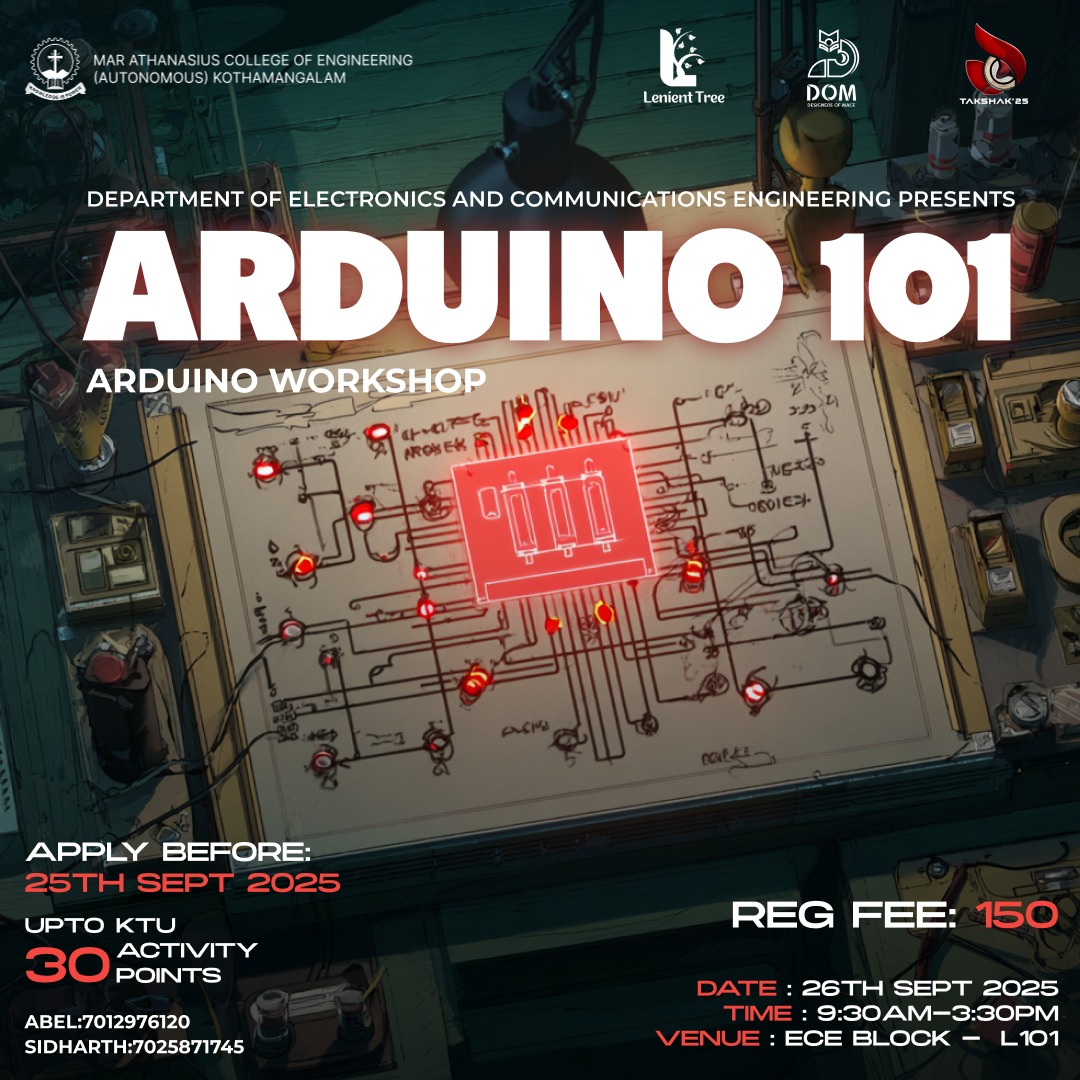 MAR ATHANASIUS COLLEGE OF ENGINEERING
(AUTONOMOUS) KOTHAMANGALAM
Lenient Tree
DOM
DESIGNERS OF MACE
TAKSHAK'25
DEPARTMENT OF ELECTRONICS AND COMMUNICATIONS ENGINEERING PRESENTS
ARDUINO 101
ARDUINO WORKSHOP
APPLY BEFORE:
25TH SEPT 2025
UPTO KTU
30 ACTIVITY
POINTS
ABEL:7012976120
SIDHARTH:7025871745
REG FEE: 150
DATE : 26TH SEPT 2025
TIME : 9:30AM-3:30PM
VENUE : ECE BLOCK - L101